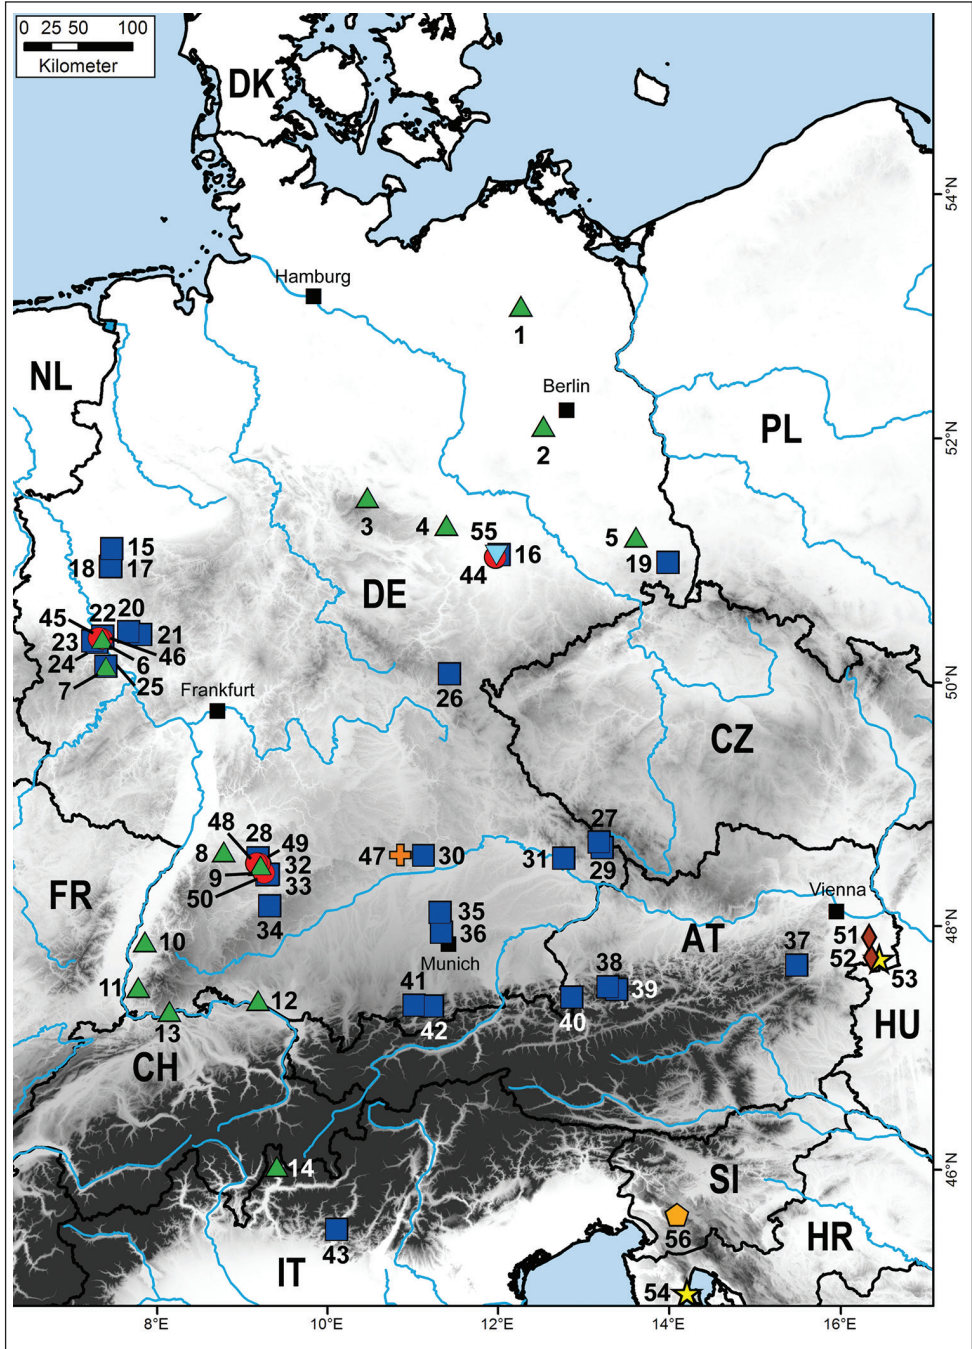 0 25 50 100
Kilometer
DK
54°N
Hamburg
1
NL
Berlin
PL
52°N
2
3
4
55
5
15
18
17
16
19
44
DE
45
22
20
23
21
24
6
46
7
25
50°N
Frankfurt
26
CZ
48
28
49
27
8
47
30
31
29
9
32
50
33
FR
Vienna
34
35
51
48°N
10
36
AT
37
52
53
Munich
11
41
38
39
12
40
HU
13
42
CH
14
46°N
SI
56
HR
43
IT
54
8°E
10°E
12°E
14°E
16°E